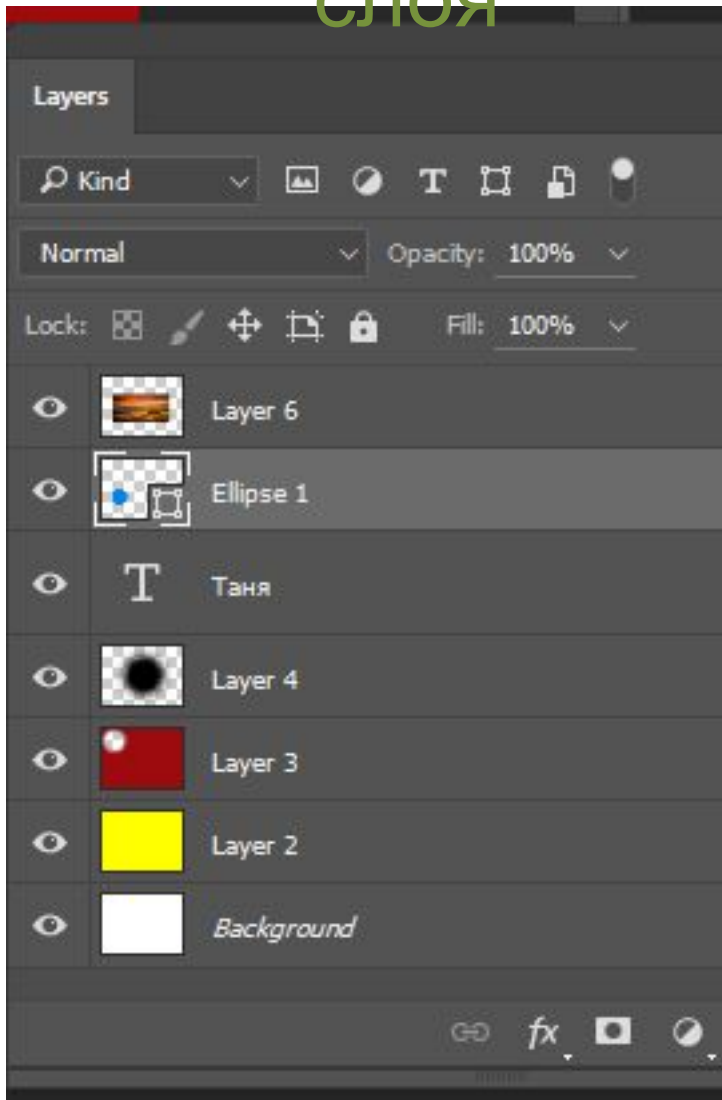 слоя
Layers
Kind
Normal Opacity: 100%
Lock: Fill: 100%
Layer 6
Ellipse 1
T Таня
Layer 4
Layer 3
Layer 2
Background
fx